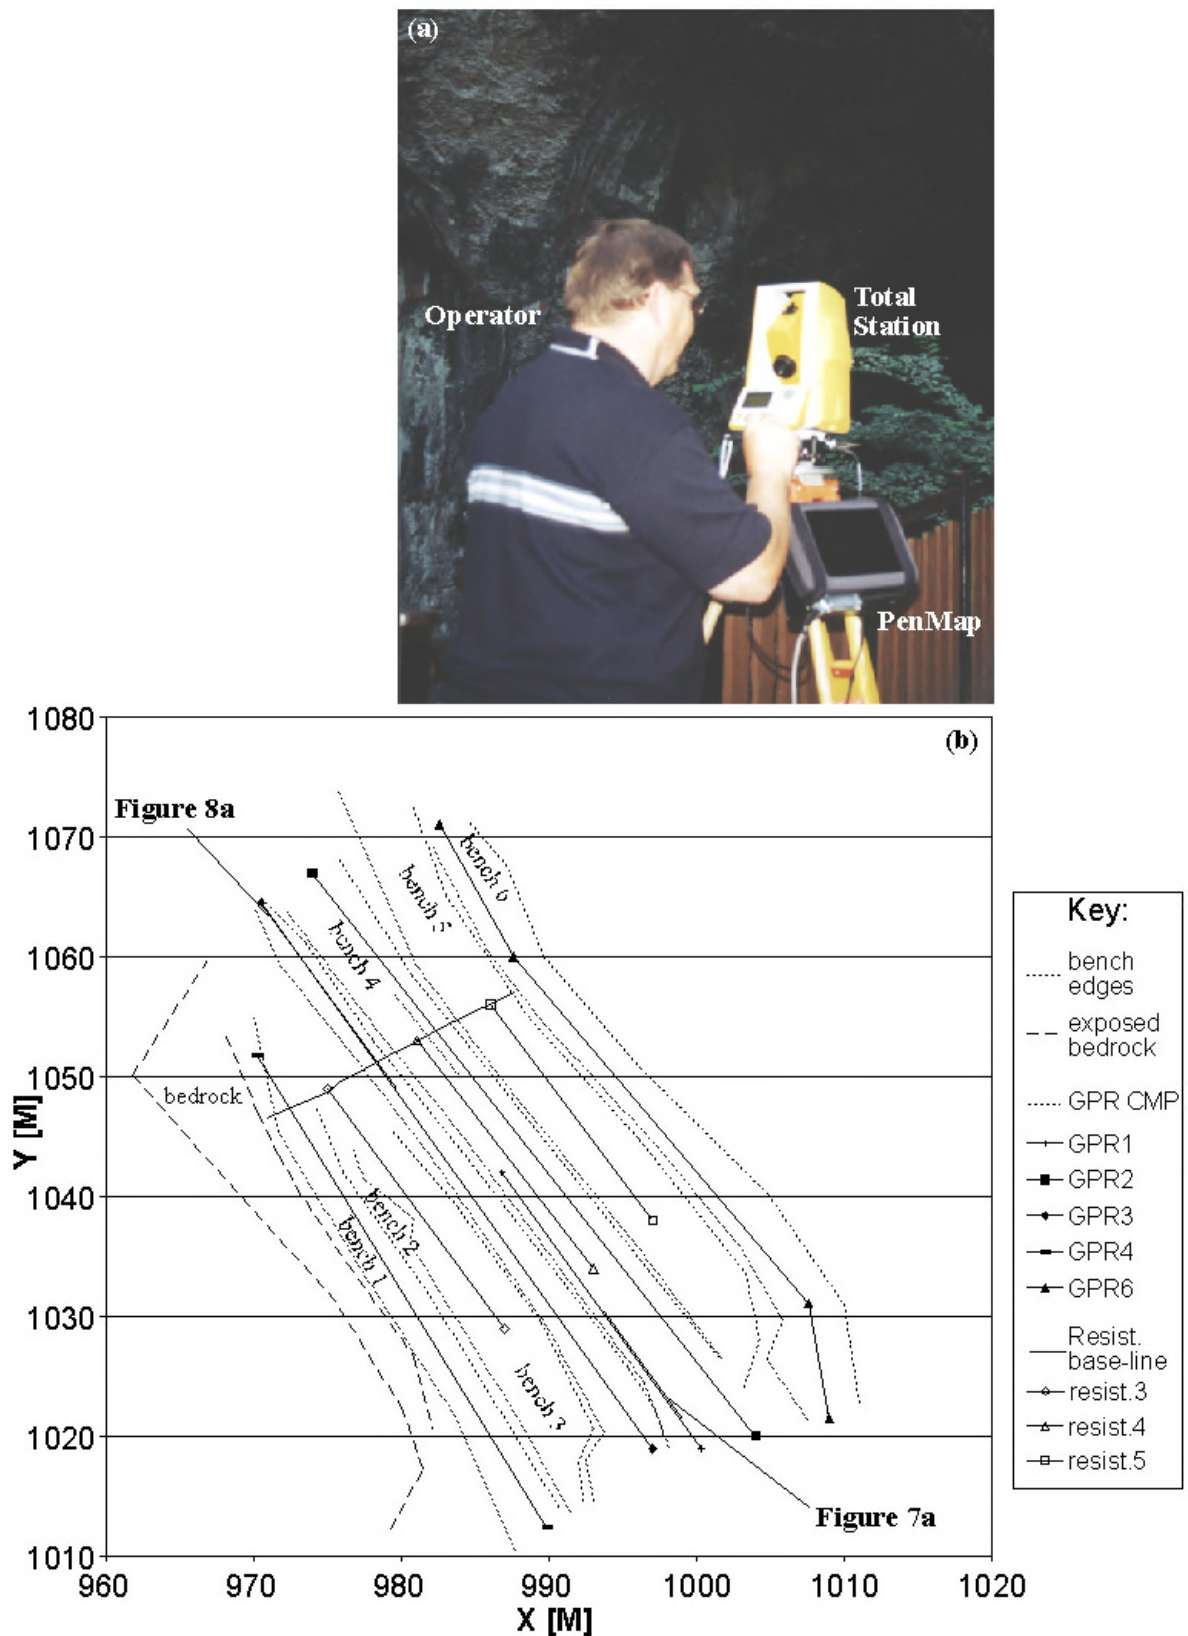 (a)
Operator
Total
Station
PenMap
(b)
1080
1070
1060
1050
1040
1030
1020
1010
Y [M]
Figure 8a
bench 6
bench 5
bench 4
bedrock
bench 2
bench 1
bench 3
Figure 7a
960
970
980
990
1000
1010
1020
X [M]
Key:
bench
edges
exposed
bedrock
GPR CMP
GPR1
GPR2
GPR3
GPR4
GPR6
Resist.
base-line
resist.3
resist.4
resist.5